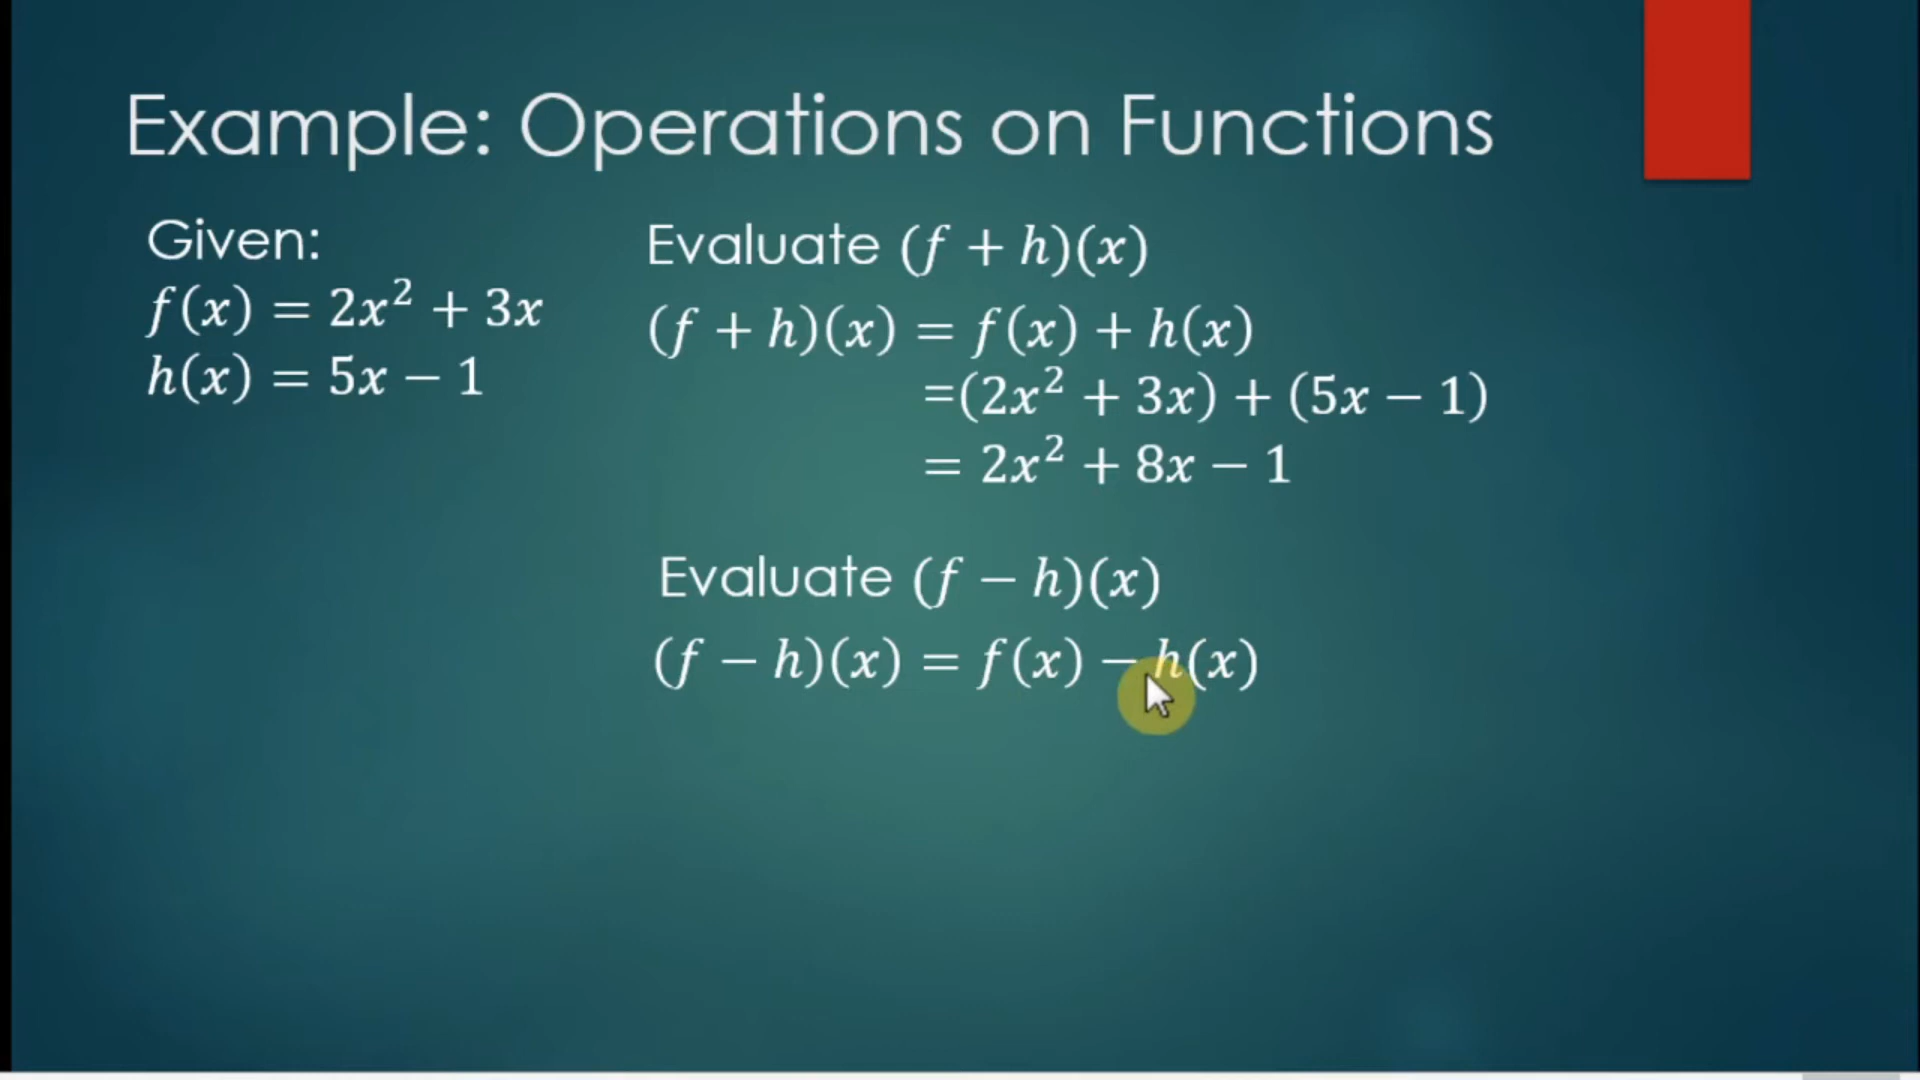 Example: Operations on Functions
Given:
f(x) = 2x² + 3x
h(x) = 5x − 1
Evaluate (f + h)(x)
(f + h)(x) = f(x) + h(x)
=(2x² + 3x) + (5x − 1)
= 2x² + 8x − 1
Evaluate (f − h)(x)
(f − h)(x) = f(x) − h(x)